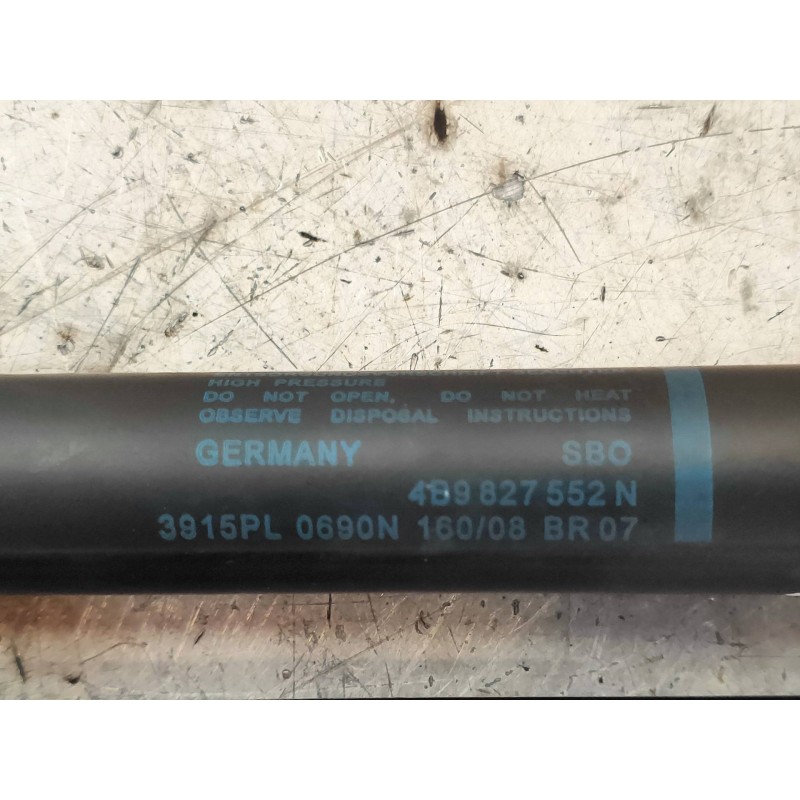 HIGH PRESSURE
DO NOT OPEN, DO NOT HEAT
OBSERVE DISPOSAL INSTRUCTIONS
GERMANY SBO
4B9 827 552 N
3915PL 0690N 160/08 BR 07